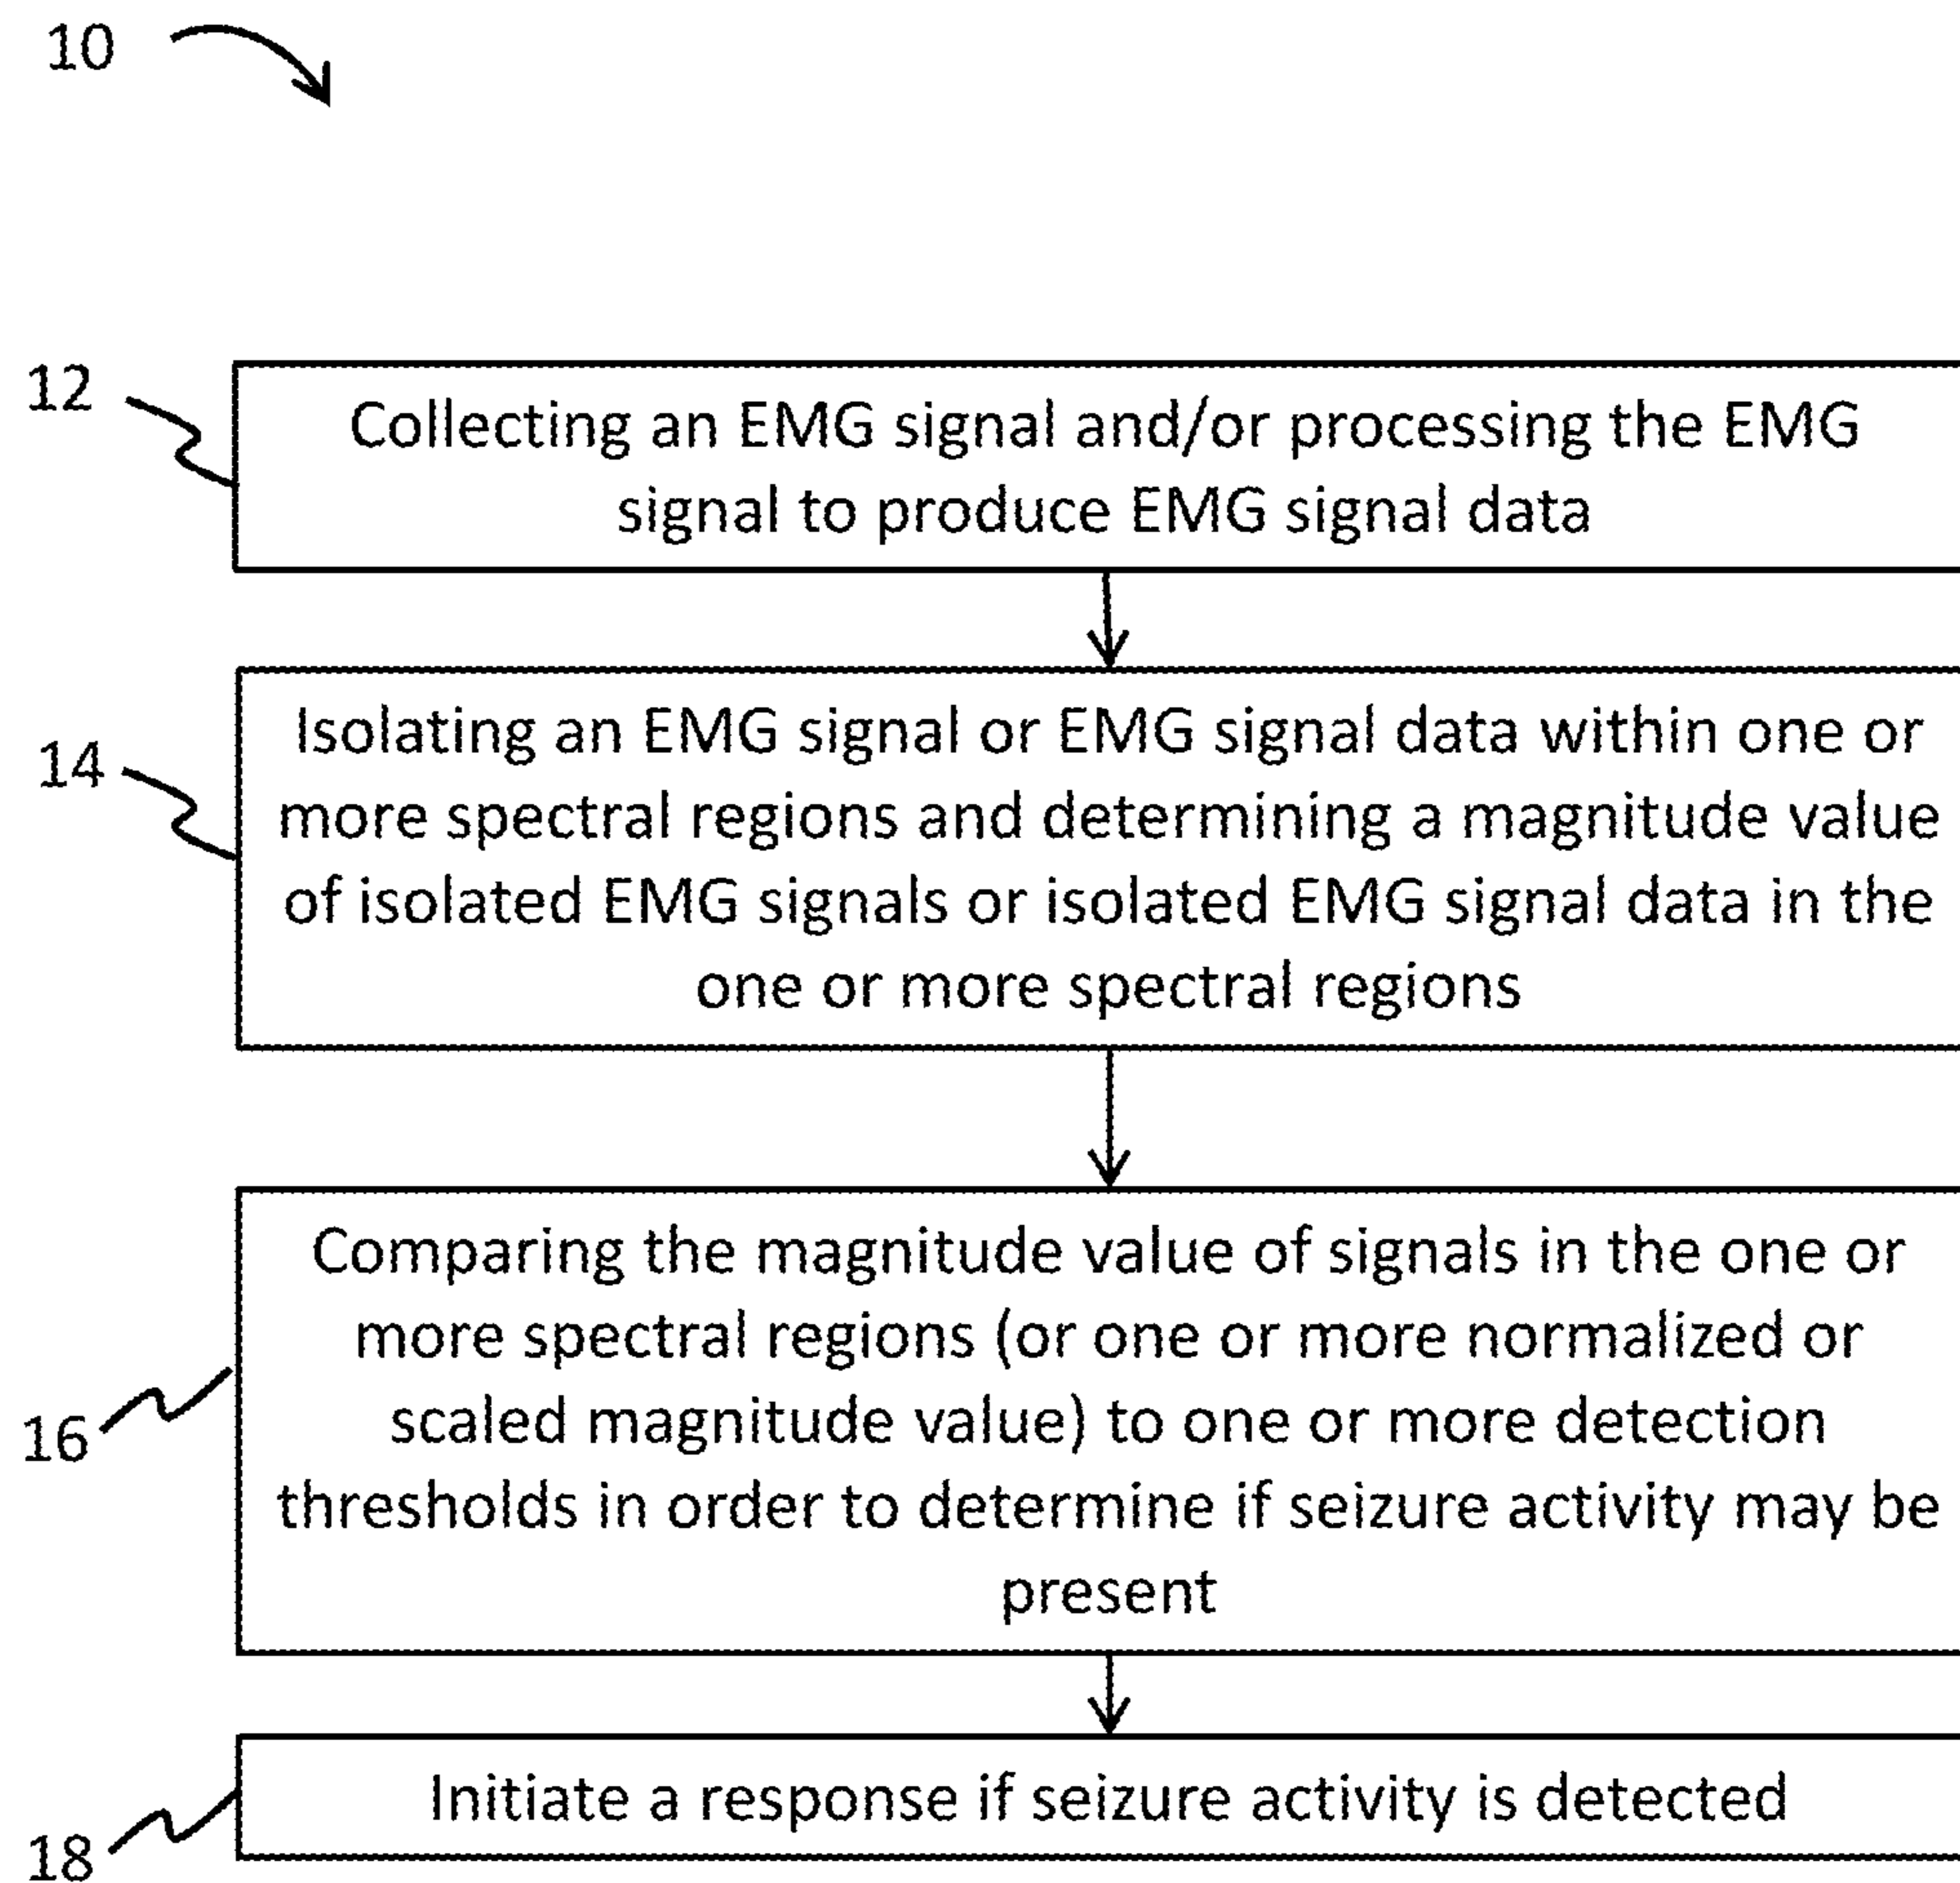 10
12
Collecting an EMG signal and/or processing the EMG
signal to produce EMG signal data
14
Isolating an EMG signal or EMG signal data within one or
more spectral regions and determining a magnitude value
of isolated EMG signals or isolated EMG signal data in the
one or more spectral regions
16
Comparing the magnitude value of signals in the one or
more spectral regions (or one or more normalized or
scaled magnitude value) to one or more detection
thresholds in order to determine if seizure activity may be
present
18
Initiate a response if seizure activity is detected